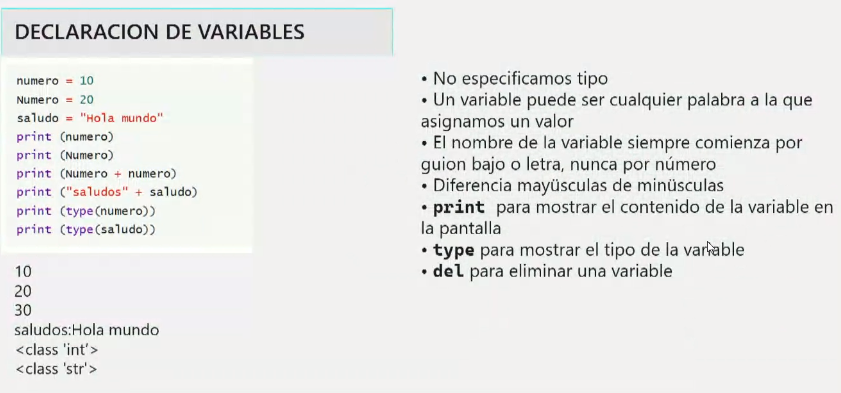 DECLARACION DE VARIABLES
numero = 10
Numero = 20
saludo = "Hola mundo"
print (numero)
print (Numero)
print (Numero + numero)
print ("saludos" + saludo)
print (type(numero))
print (type(saludo))
10
20
30
saludos:Hola mundo
<class 'int'>
<class 'str'>
• No especificamos tipo
• Un variable puede ser cualquier palabra a la que
asignamos un valor
• El nombre de la variable siempre comienza por
guion bajo o letra, nunca por número
• Diferencia mayüsculas de minüsculas
• print para mostrar el contenido de la variable en
la pantalla
• type para mostrar el tipo de la variable
• del para eliminar una variable